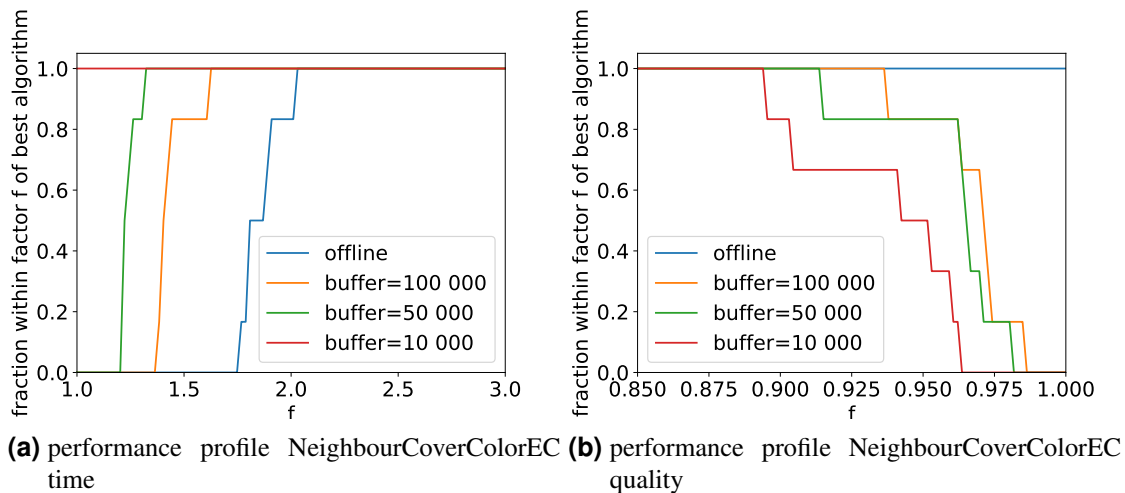 fraction within factor f of best algorithm
1.0
0.8
0.6
0.4
0.2
0.0
offline
buffer=100 000
buffer=50 000
buffer=10 000
1.0 1.5 2.0 2.5 3.0
f
(a) performance profile NeighbourCoverColorEC
time
fraction within factor f of best algorithm
1.0
0.8
0.6
0.4
0.2
0.0
offline
buffer=100 000
buffer=50 000
buffer=10 000
0.850 0.875 0.900 0.925 0.950 0.975 1.000
f
(b) performance profile NeighbourCoverColorEC
quality